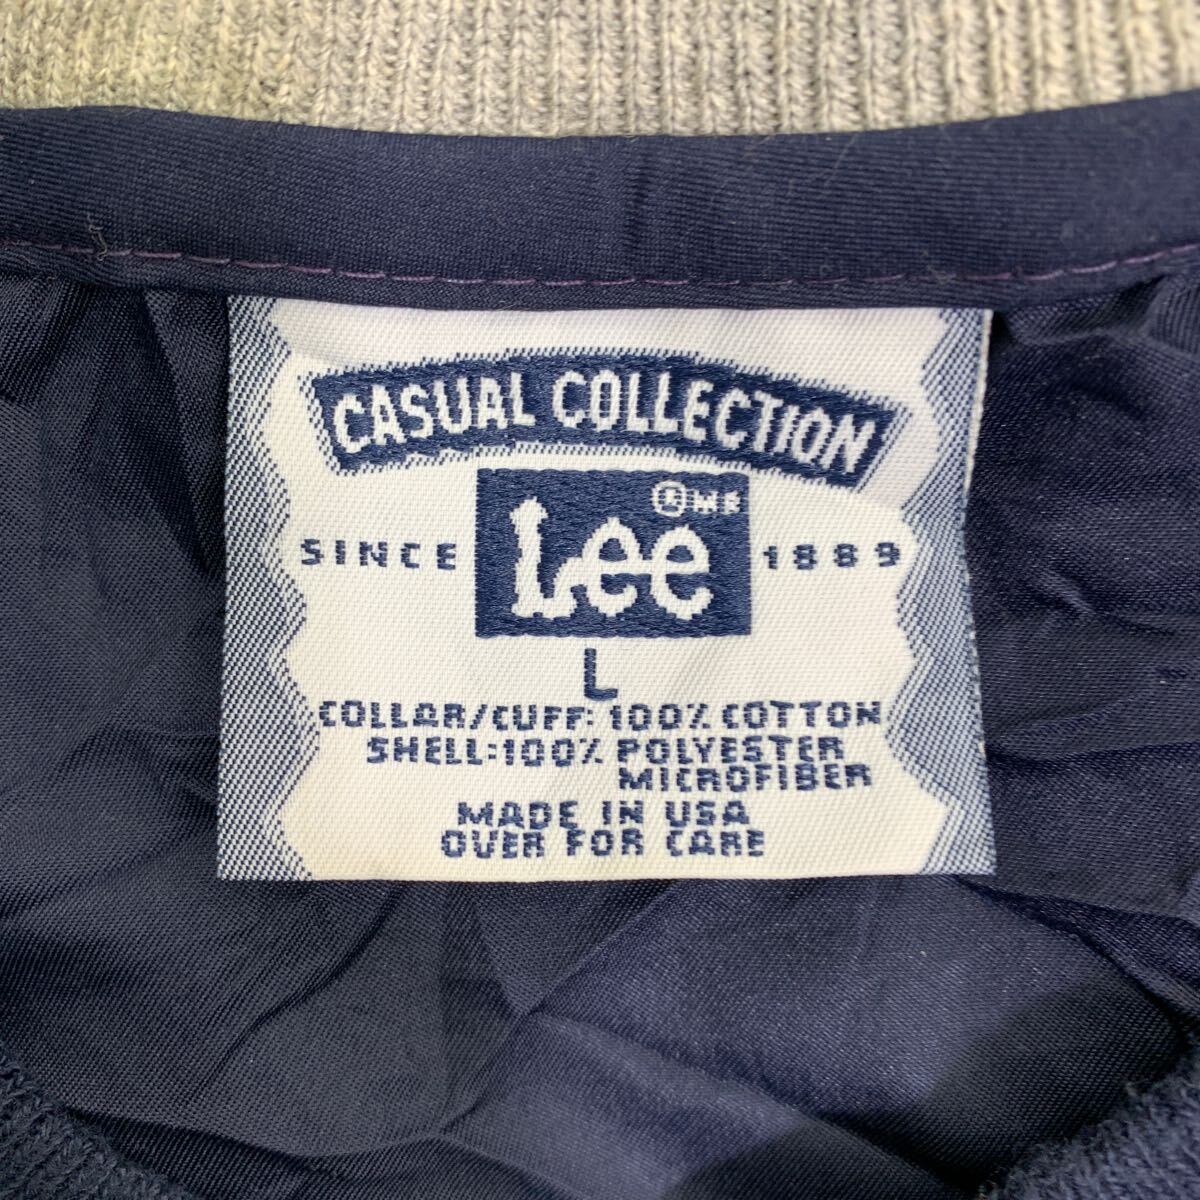 CASUAL COLLECTION
Lee ® MR
SINCE 1889
L
COLLAR/CUFF: 100% COTTON
SHELL: 100% POLYESTER
MICROFIBER
MADE IN USA
OVER FOR CARE